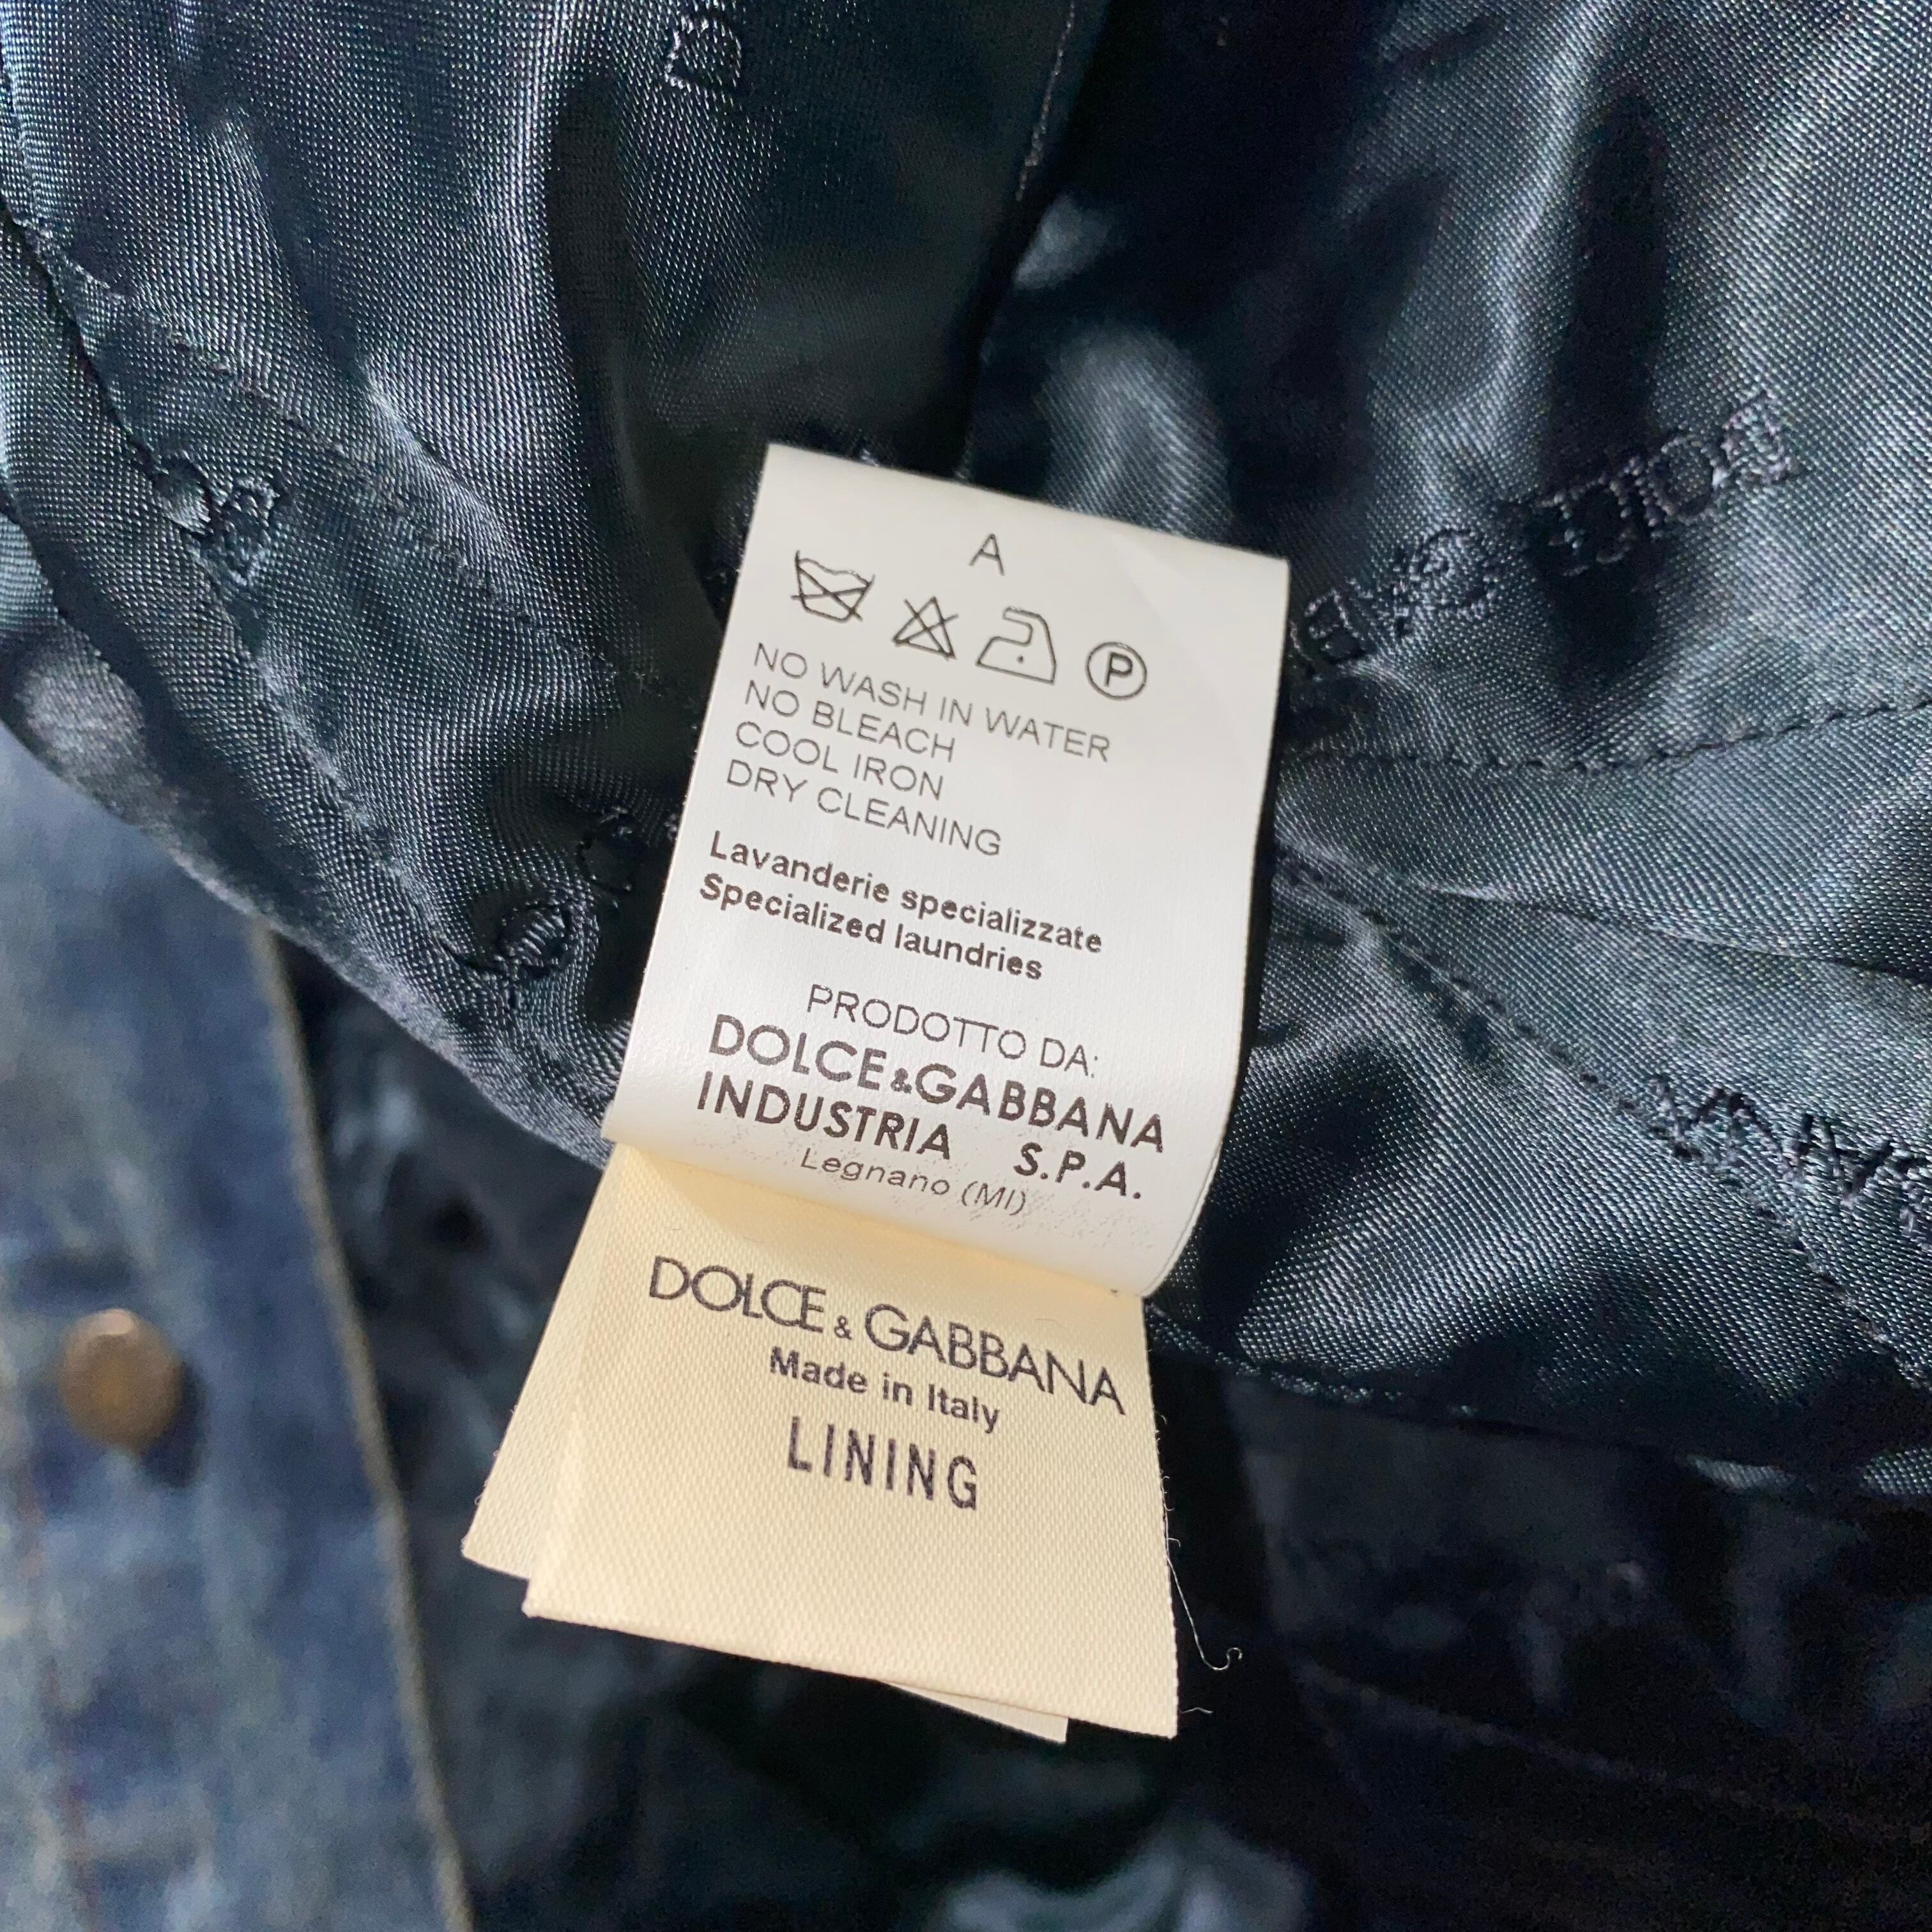 A
P
NO WASH IN WATER
NO BLEACH
COOL IRON
DRY CLEANING
Lavanderie specializzate
Specialized laundries
PRODOTTO DA:
DOLCE&GABBANA
INDUSTRIA S.P.A.
Legnano (MI)
DOLCE & GABBANA
Made in Italy
LINING